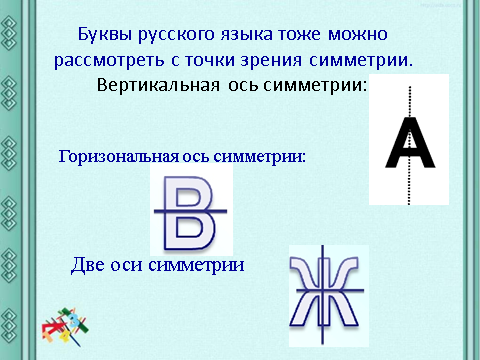 Буквы русского языка тоже можно
рассмотреть с точки зрения симметрии.
Вертикальная ось симметрии:
А
Горизональная ось симметрии:
В
Две оси симметрии
Ж